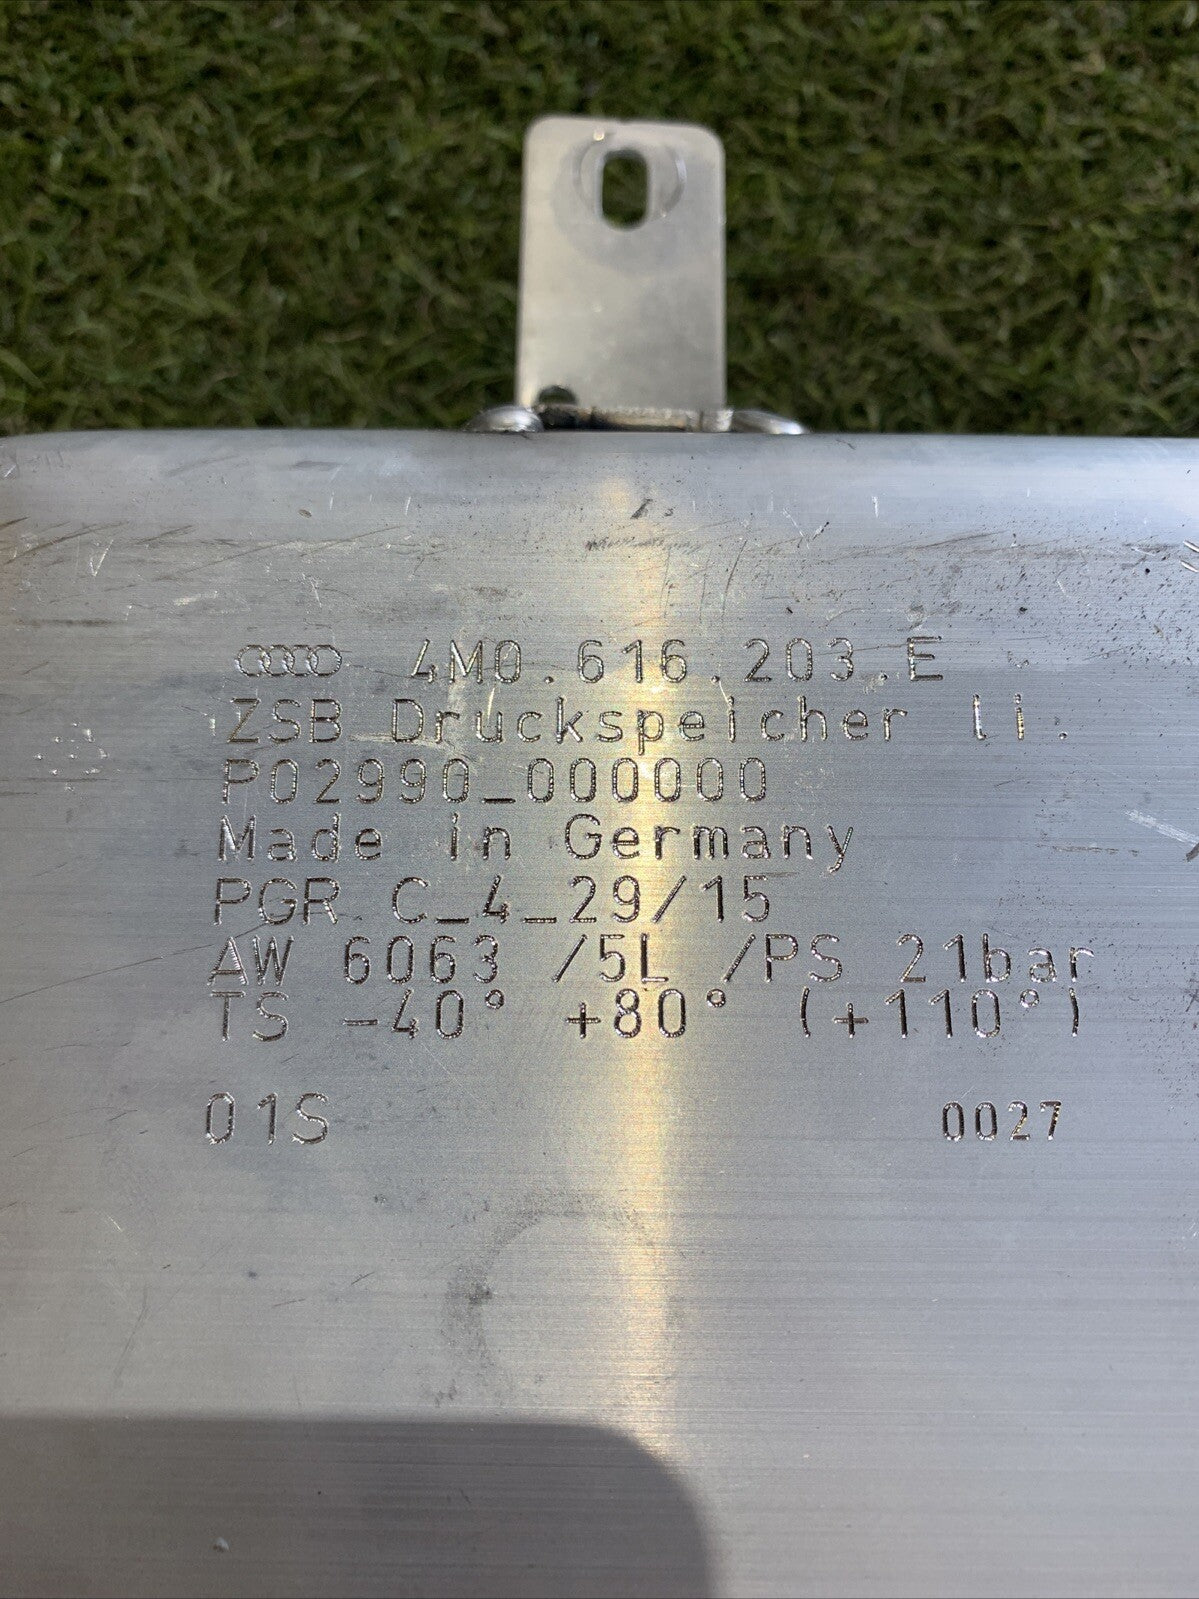 4M0.616.203.E
ZSB Druckspeicher li.
P02990_000000
Made in Germany
PGR C_4_29/15
AW 6063 /5L /PS 21bar
TS -40° +80° (+110°)
01S 0027